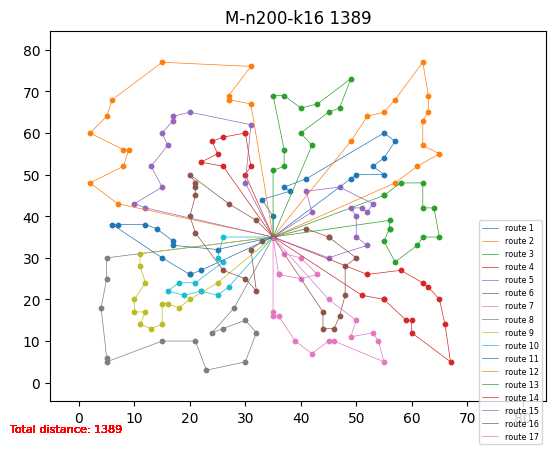 M-n200-k16 1389
80
70
60
50
40
30
20
10
0
0 10 20 30 40 50 60 70 80
route 1
route 2
route 3
route 4
route 5
route 6
route 7
route 8
route 9
route 10
route 11
route 12
route 13
route 14
route 15
route 16
route 17
Total distance: 1389